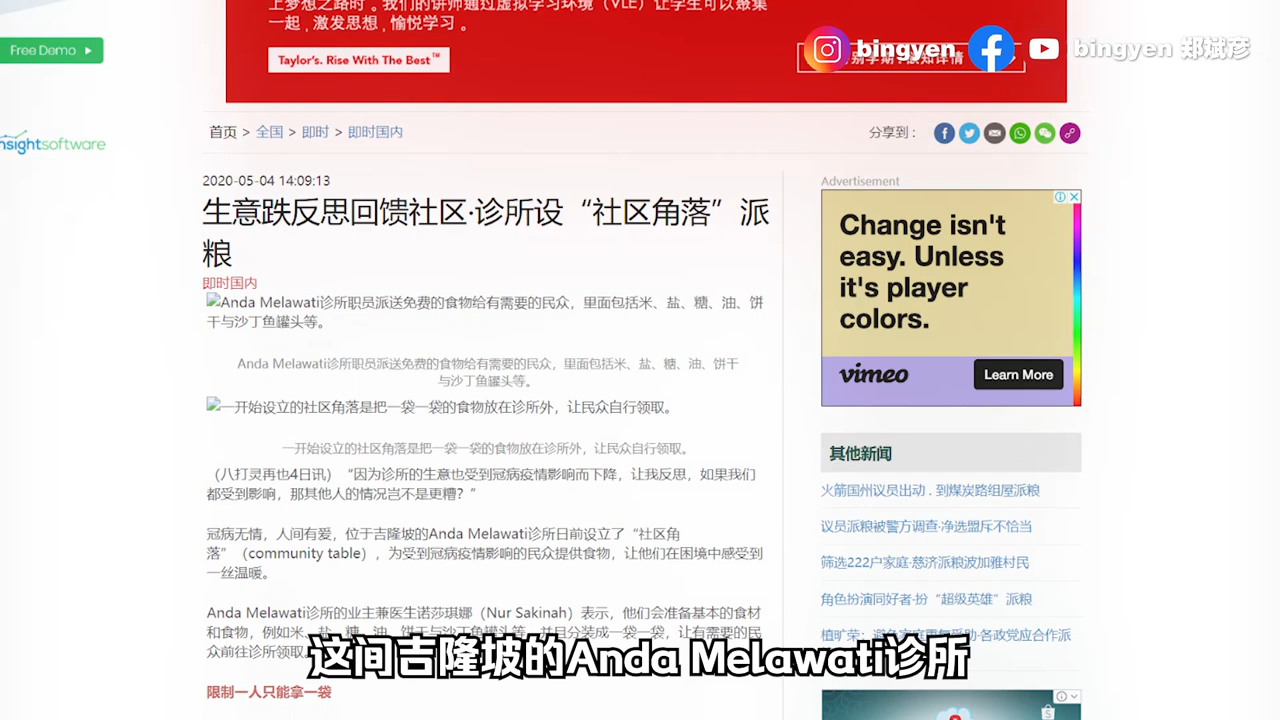 上梦想之路时。我们的讲师通过虚拟学习环境（VLE）让学生可以聚集
一起，激发思想，愉悦学习。
Taylor's. Rise With The Best™
bingyen
bingyen 郑斌彦
Free Demo
insightsoftware
首页 > 全国 > 即时 > 即时国内
分享到：
2020-05-04 14:09:13
生意跌反思回馈社区·诊所设“社区角落”派
粮
即时国内
Anda Melawati诊所职员派送免费的食物给有需要的民众，里面包括米、盐、糖、油、饼
干与沙丁鱼罐头等。
Anda Melawati诊所职员派送免费的食物给有需要的民众，里面包括米、盐、糖、油、饼干
与沙丁鱼罐头等。
一开始设立的社区角落是把一袋一袋的食物放在诊所外，让民众自行领取。
一开始设立的社区角落是把一袋一袋的食物放在诊所外，让民众自行领取。
（八打灵再也4日讯）“因为诊所的生意也受到冠病疫情影响而下降，让我反思，如果我们
都受到影响，那其他人的情况岂不是更糟？”
冠病无情，人间有爱，位于吉隆坡的Anda Melawati诊所日前设立了“社区角
落”（community table），为受到冠病疫情影响的民众提供食物，让他们在困境中感受到
一丝温暖。
Anda Melawati诊所的业主兼医生诺莎琪娜（Nur Sakinah）表示，他们会准备基本的食材
和食物，例如米、盐、糖、油、饼干与沙丁鱼罐头等，并且分装成一袋一袋，让有需要的民
众前往诊所领取
限制一人只能拿一袋
Advertisement
Change isn't
easy. Unless
it's player
colors.
vimeo
Learn More
其他新闻
火箭国州议员出动．到煤炭路组屋派粮
议员派粮被警方调查·净选盟斥不恰当
筛选222户家庭·慈济派粮波加雅村民
角色扮演同好者·扮“超级英雄”派粮
植旷荣：避免家庭重复受助·各政党应合作派
这间吉隆坡的Anda Melawati诊所